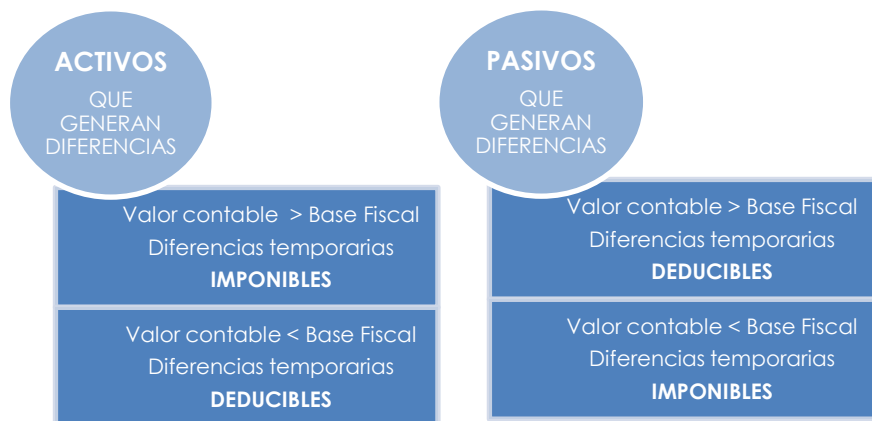 ACTIVOS
QUE
GENERAN
DIFERENCIAS
Valor contable > Base Fiscal
Diferencias temporarias
IMPONIBLES
Valor contable < Base Fiscal
Diferencias temporarias
DEDUCIBLES
PASIVOS
QUE
GENERAN
DIFERENCIAS
Valor contable > Base Fiscal
Diferencias temporarias
DEDUCIBLES
Valor contable < Base Fiscal
Diferencias temporarias
IMPONIBLES